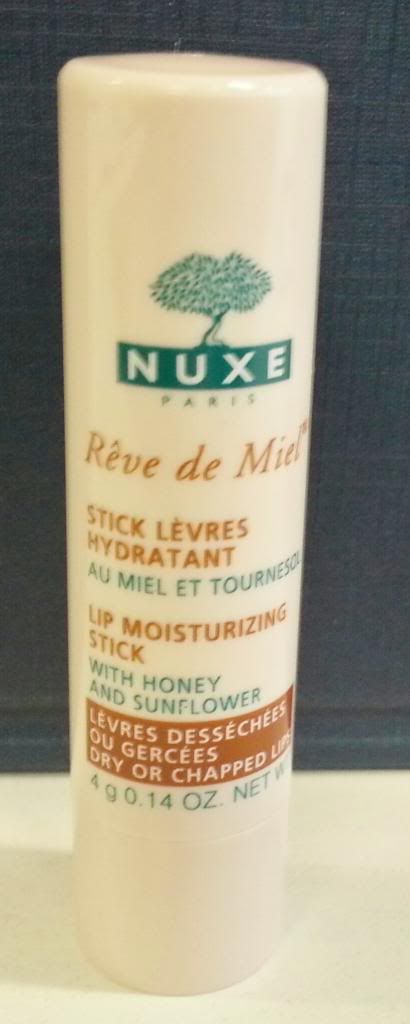 NUXE
PARIS
Rêve de Miel™
STICK LÈVRES
HYDRATANT
AU MIEL ET TOURNESOL
LIP MOISTURIZING
STICK
WITH HONEY
AND SUNFLOWER
LÈVRES DESSÉCHÉES
OU GERCÉES
DRY OR CHAPPED LIPS
4 g 0.14 OZ. NET W